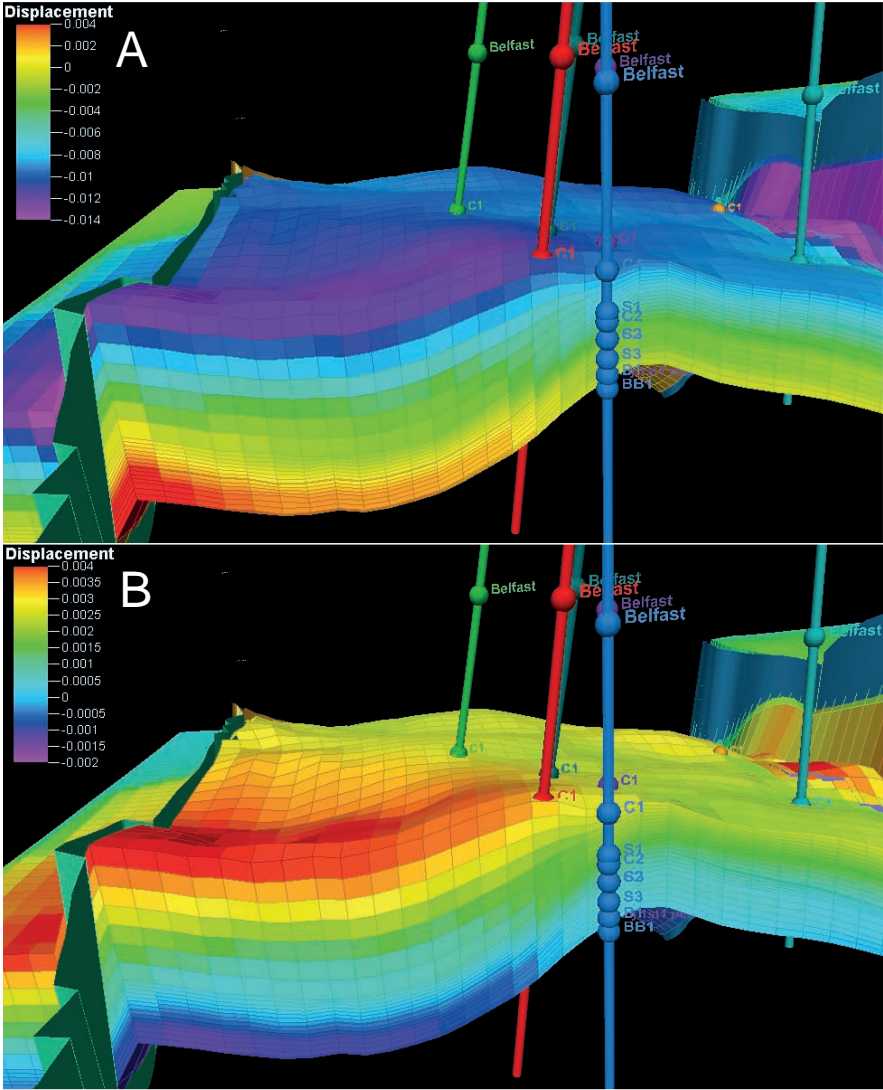 Displacement
A
0.004
0.002
0
-0.002
-0.004
-0.006
-0.008
-0.01
-0.012
-0.014
Belfast
Belfast
Belfast
Belfast
Belfast
Belfast
C1
C1
C1
C1
C1
S1
C2
S2
S3
B1
BB1
Displacement
B
0.004
0.0035
0.003
0.0025
0.002
0.0015
0.001
0.0005
0
-0.0005
-0.001
-0.0015
-0.002
Belfast
Belfast
Belfast
Belfast
Belfast
Belfast
C1
C1
C1
C1
C1
C1
S1
C2
S2
S3
B1
BB1